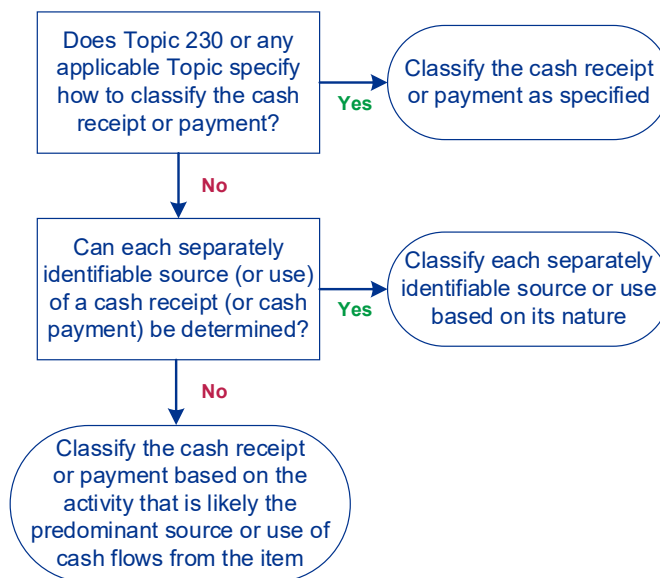 Does Topic 230 or any
applicable Topic specify
how to classify the cash
receipt or payment?
Yes
Classify the cash receipt
or payment as specified
No
Can each separately
identifiable source (or use)
of a cash receipt (or cash
payment) be determined?
Yes
Classify each separately
identifiable source or use
based on its nature
No
Classify the cash receipt
or payment based on the
activity that is likely the
predominant source or use of
cash flows from the item